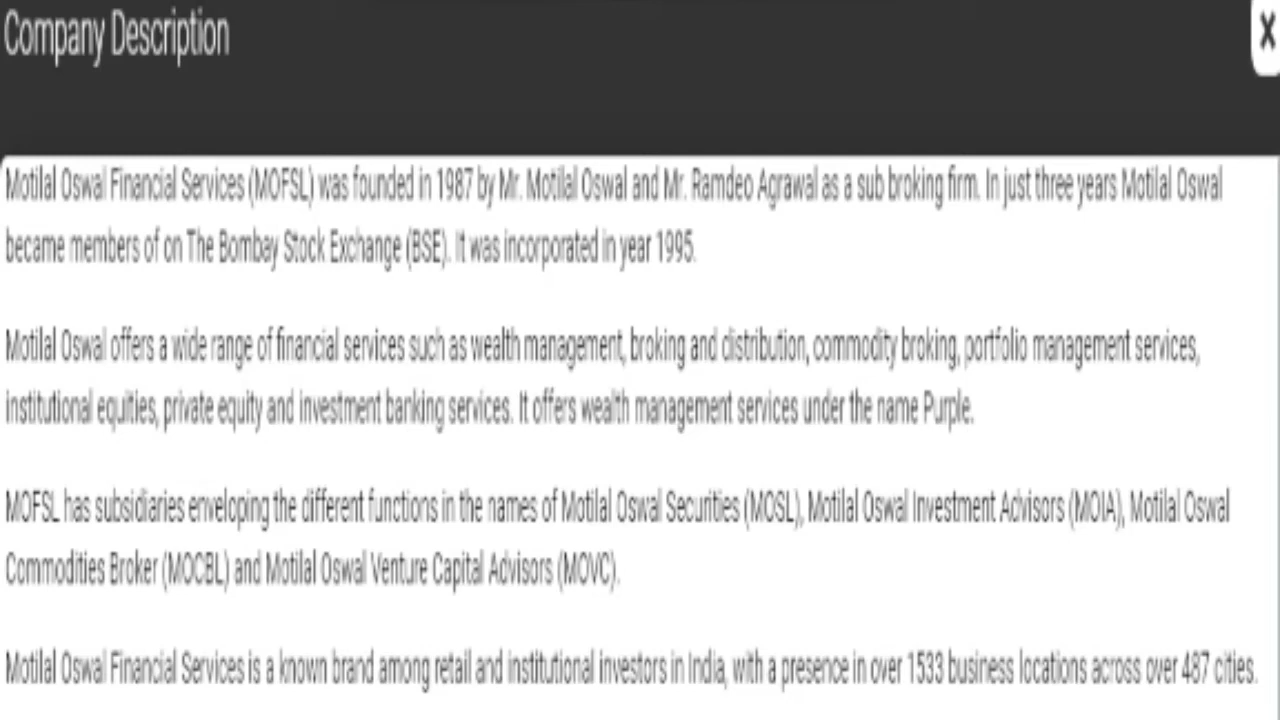 Company Description
X
Motilal Oswal Financial Services (MOFSL) was founded in 1987 by Mr. Motilal Oswal and Mr. Ramdeo Agrawal as a sub broking firm. In just three years Motilal Oswal
became members of on The Bombay Stock Exchange (BSE). It was incorporated in year 1995.
Motilal Oswal offers a wide range of financial services such as wealth management, broking and distribution, commodity broking, portfolio management services,
institutional equities, private equity and investment banking services. It offers wealth management services under the name Purple.
MOFSL has subsidiaries enveloping the different functions in the names of Motilal Oswal Securities (MOSL), Motilal Oswal Investment Advisors (MOIA), Motilal Oswal
Commodities Broker (MOCBL) and Motilal Oswal Venture Capital Advisors (MOVC).
Motilal Oswal Financial Services is a known brand among retail and institutional investors in India, with a presence in over 1533 business locations across over 487 cities.